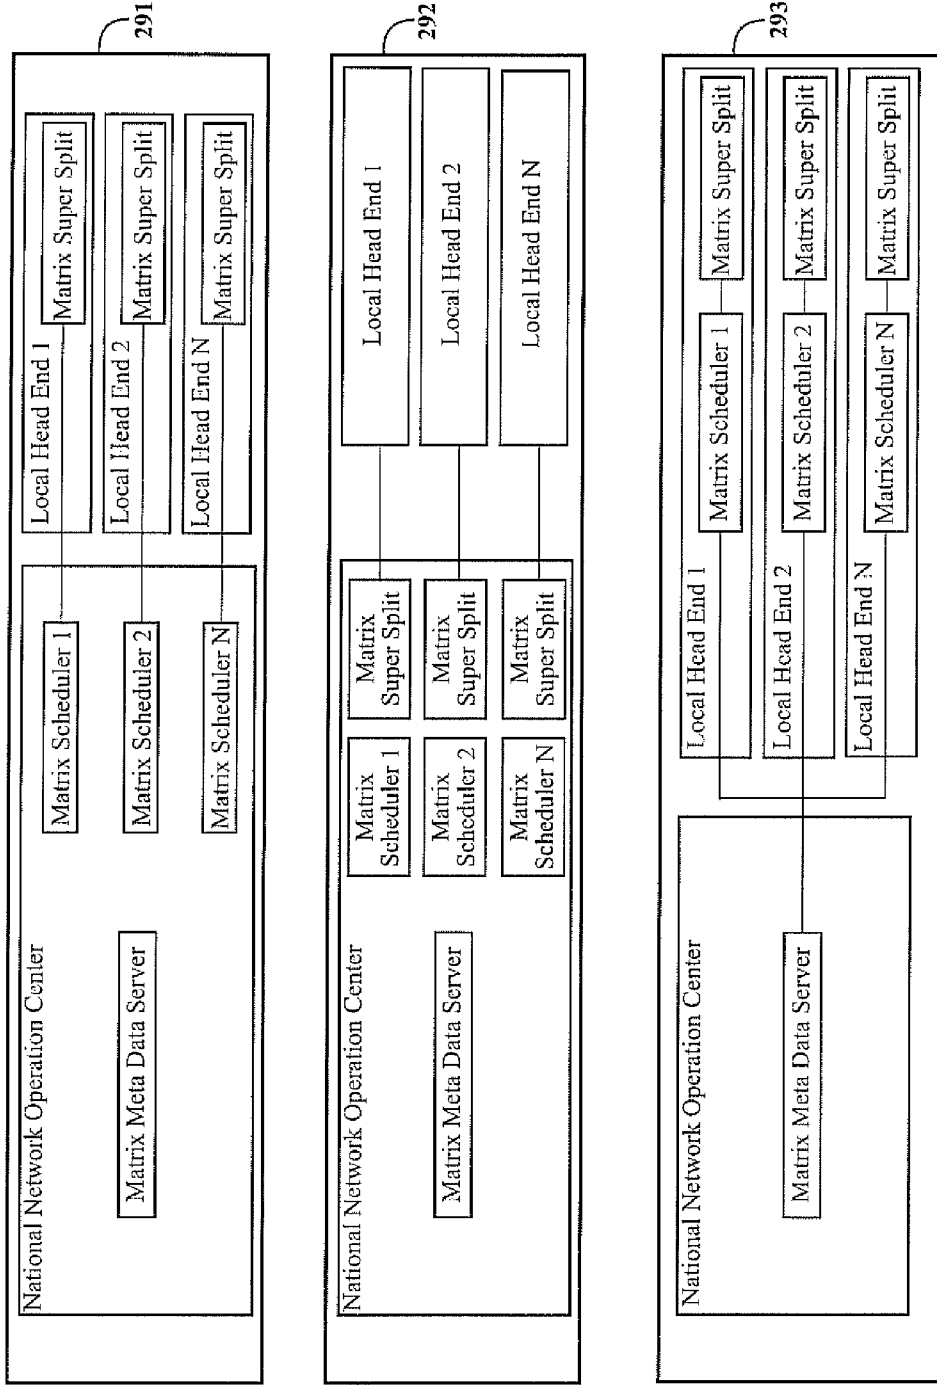 291
National Network Operation Center
Matrix Meta Data Server
Matrix Scheduler 1
Matrix Scheduler 2
Matrix Scheduler N
Local Head End 1
Matrix Super Split
Local Head End 2
Matrix Super Split
Local Head End N
Matrix Super Split
292
National Network Operation Center
Matrix Meta Data Server
Matrix
Scheduler 1
Matrix
Super Split
Local Head End 1
Matrix
Scheduler 2
Matrix
Super Split
Local Head End 2
Matrix
Scheduler N
Matrix
Super Split
Local Head End N
293
National Network Operation Center
Matrix Meta Data Server
Local Head End 1
Matrix Scheduler 1
Matrix Super Split
Local Head End 2
Matrix Scheduler 2
Matrix Super Split
Local Head End N
Matrix Scheduler N
Matrix Super Split